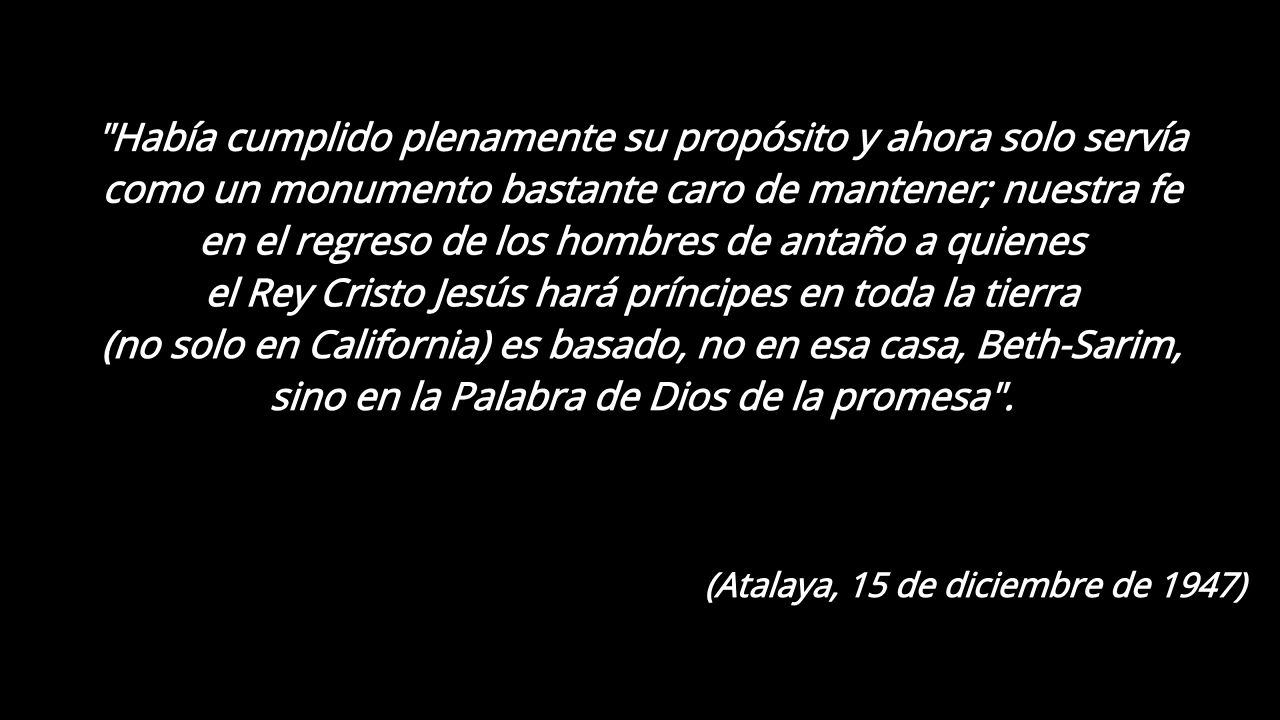 "Había cumplido plenamente su propósito y ahora solo servía
como un monumento bastante caro de mantener; nuestra fe
en el regreso de los hombres de antaño a quienes
el Rey Cristo Jesús hará príncipes en toda la tierra
(no solo en California) es basado, no en esa casa, Beth-Sarim,
sino en la Palabra de Dios de la promesa".
(Atalaya, 15 de diciembre de 1947)